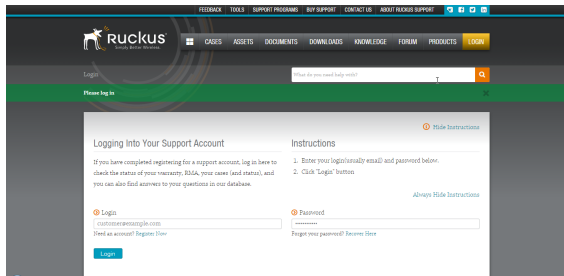 FEEDBACK TOOLS SUPPORT PROGRAMS BUY SUPPORT CONTACT US ABOUT RUCKUS SUPPORT
RUCKUS
Simply Better Wireless.
CASES ASSETS DOCUMENTS DOWNLOADS KNOWLEDGE FORUM PRODUCTS LOGIN
Login
What do you need help with?
Please log in
Hide Instructions
Logging Into Your Support Account
If you have completed registering for a support account, log in here to
check the status of your warranty, RMA, your cases (and status), and
you can also find answers to your questions in our database.
Instructions
1. Enter your login(usually email) and password below.
2. Click "Login" button
Always Hide Instructions
Login
customer@example.com
Need an account? Register Now
Password
Forgot your password? Recover Here
Login